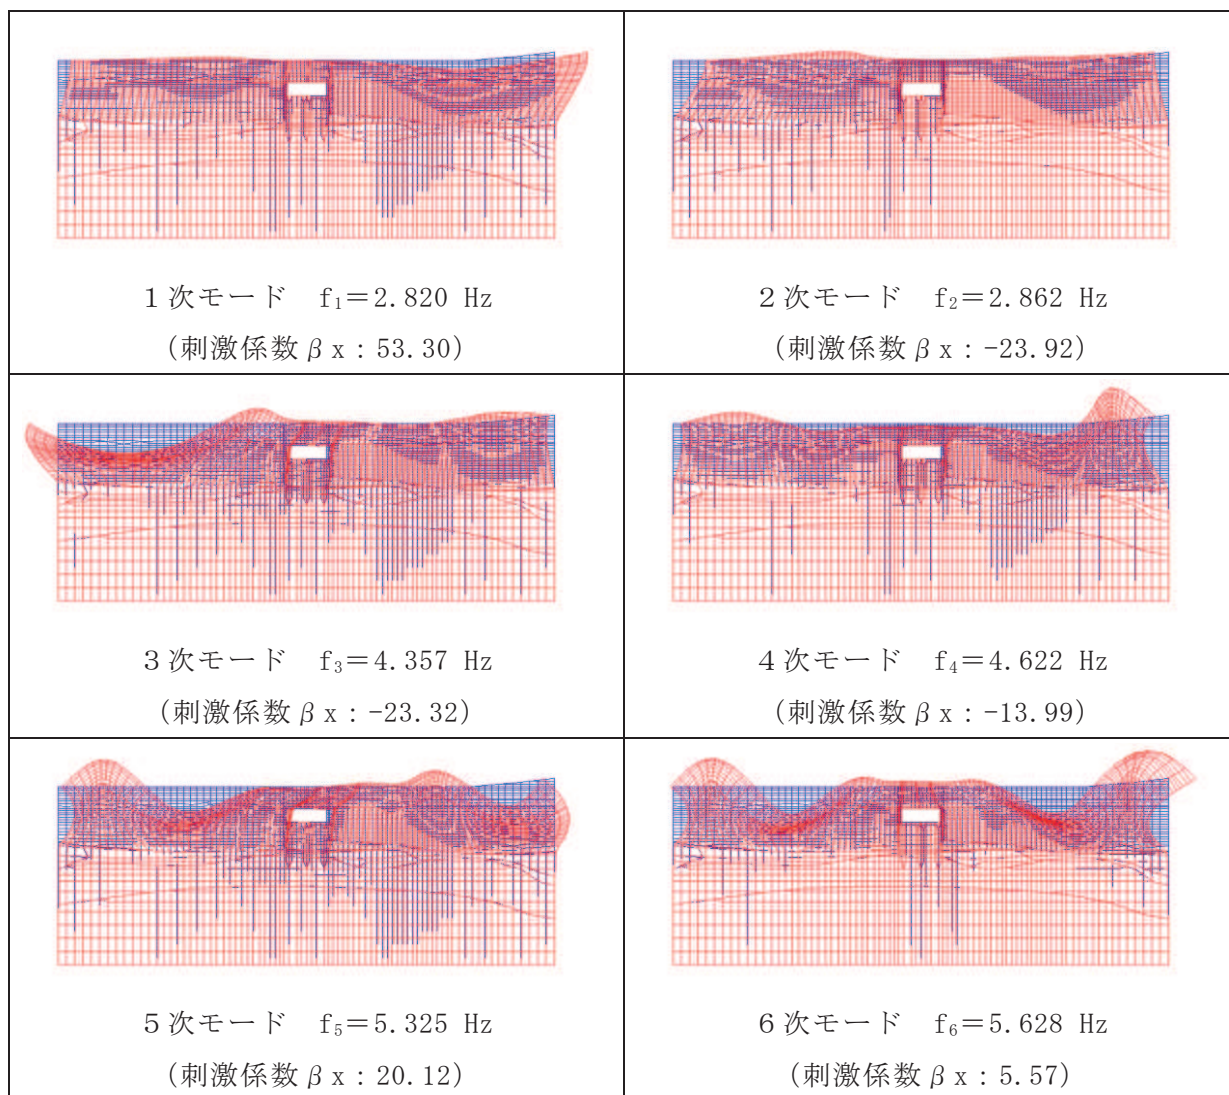 1次モード f₁＝2.820 Hz
(刺激係数βx：53.30)
2次モード f₂＝2.862 Hz
(刺激係数βx：-23.92)
3次モード f₃＝4.357 Hz
(刺激係数βx：-23.32)
4次モード f₄＝4.622 Hz
(刺激係数βx：-13.99)
5次モード f₅＝5.325 Hz
(刺激係数βx：20.12)
6次モード f₆＝5.628 Hz
(刺激係数βx：5.57)